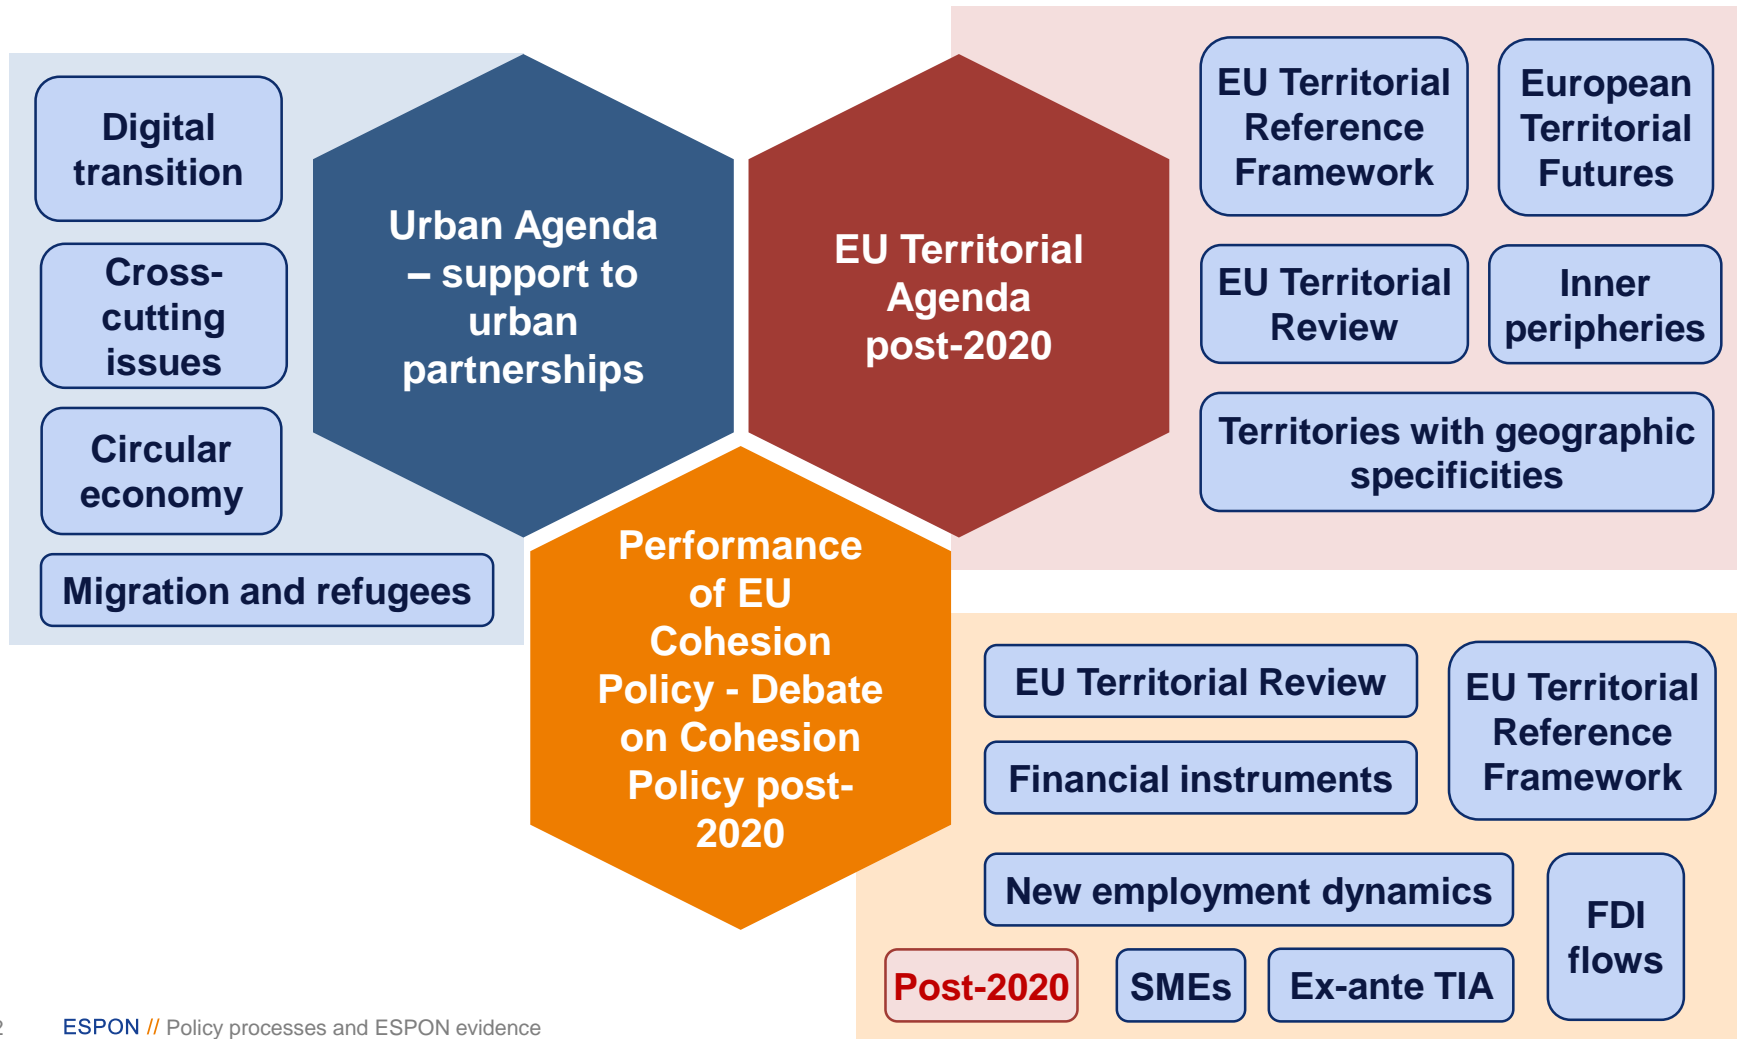 Digital
transition
Cross-
cutting
issues
Circular
economy
Migration and refugees
Urban Agenda
– support to
urban
partnerships
EU Territorial
Agenda
post-2020
EU Territorial
Reference
Framework
European
Territorial
Futures
EU Territorial
Review
Inner
peripheries
Territories with geographic
specificities
Performance
of EU
Cohesion
Policy - Debate
on Cohesion
Policy post-
2020
EU Territorial Review
EU Territorial
Reference
Framework
Financial instruments
New employment dynamics
FDI
flows
Post-2020
SMEs
Ex-ante TIA
2 ESPON // Policy processes and ESPON evidence